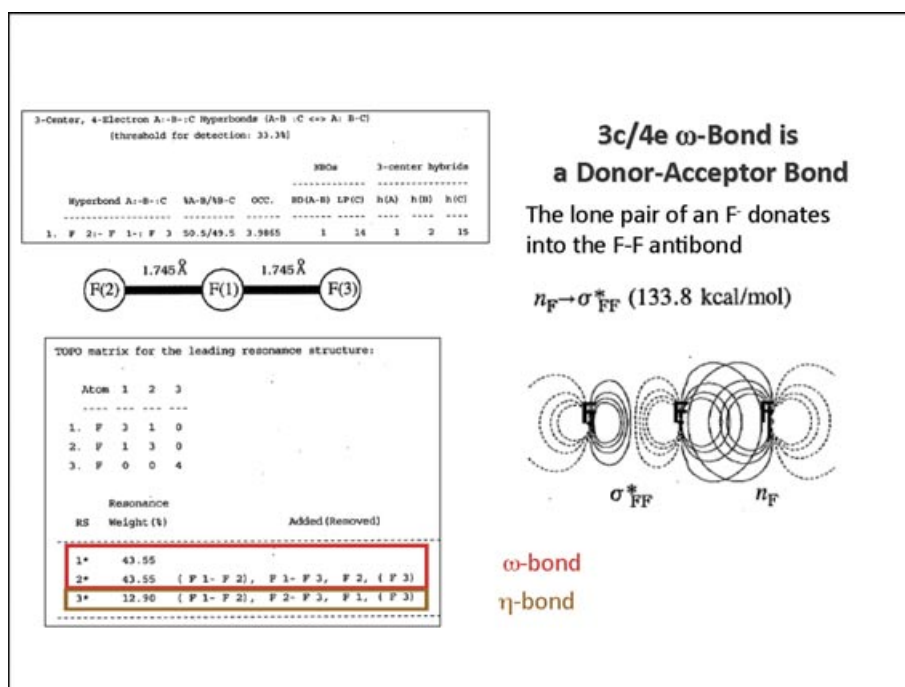 3-Center, 4-Electron A:-B-:C Hyperbonds (A-B :C <=> A: B-C)
[threshold for detection: 33.3%]
NBOs 3-center hybrids
------------- ----------------
Hyperbond A:-B-:C %A-B/%B-C OCC. BD(A-B) LP(C) h(A) h(B) h(C)
1. F 2:- F 1-: F 3 50.5/49.5 3.9865 1 14 1 2 15
1.745 Å 1.745 Å
F(2) F(1) F(3)
TOPO matrix for the leading resonance structure:
Atom 1 2 3
---- --- --- ---
1. F 3 1 0
2. F 1 3 0
3. F 0 0 4
Resonance
RS Weight(%) Added(Removed)
1* 43.55
2* 43.55 ( F 1- F 2), F 1- F 3, F 2, ( F 3)
3* 12.90 ( F 1- F 2), F 2- F 3, F 1, ( F 3)
3c/4e ω-Bond is
a Donor-Acceptor Bond
The lone pair of an F⁻ donates
into the F-F antibond
nF→σ*FF (133.8 kcal/mol)
F F F
σ*FF nF
ω-bond
η-bond